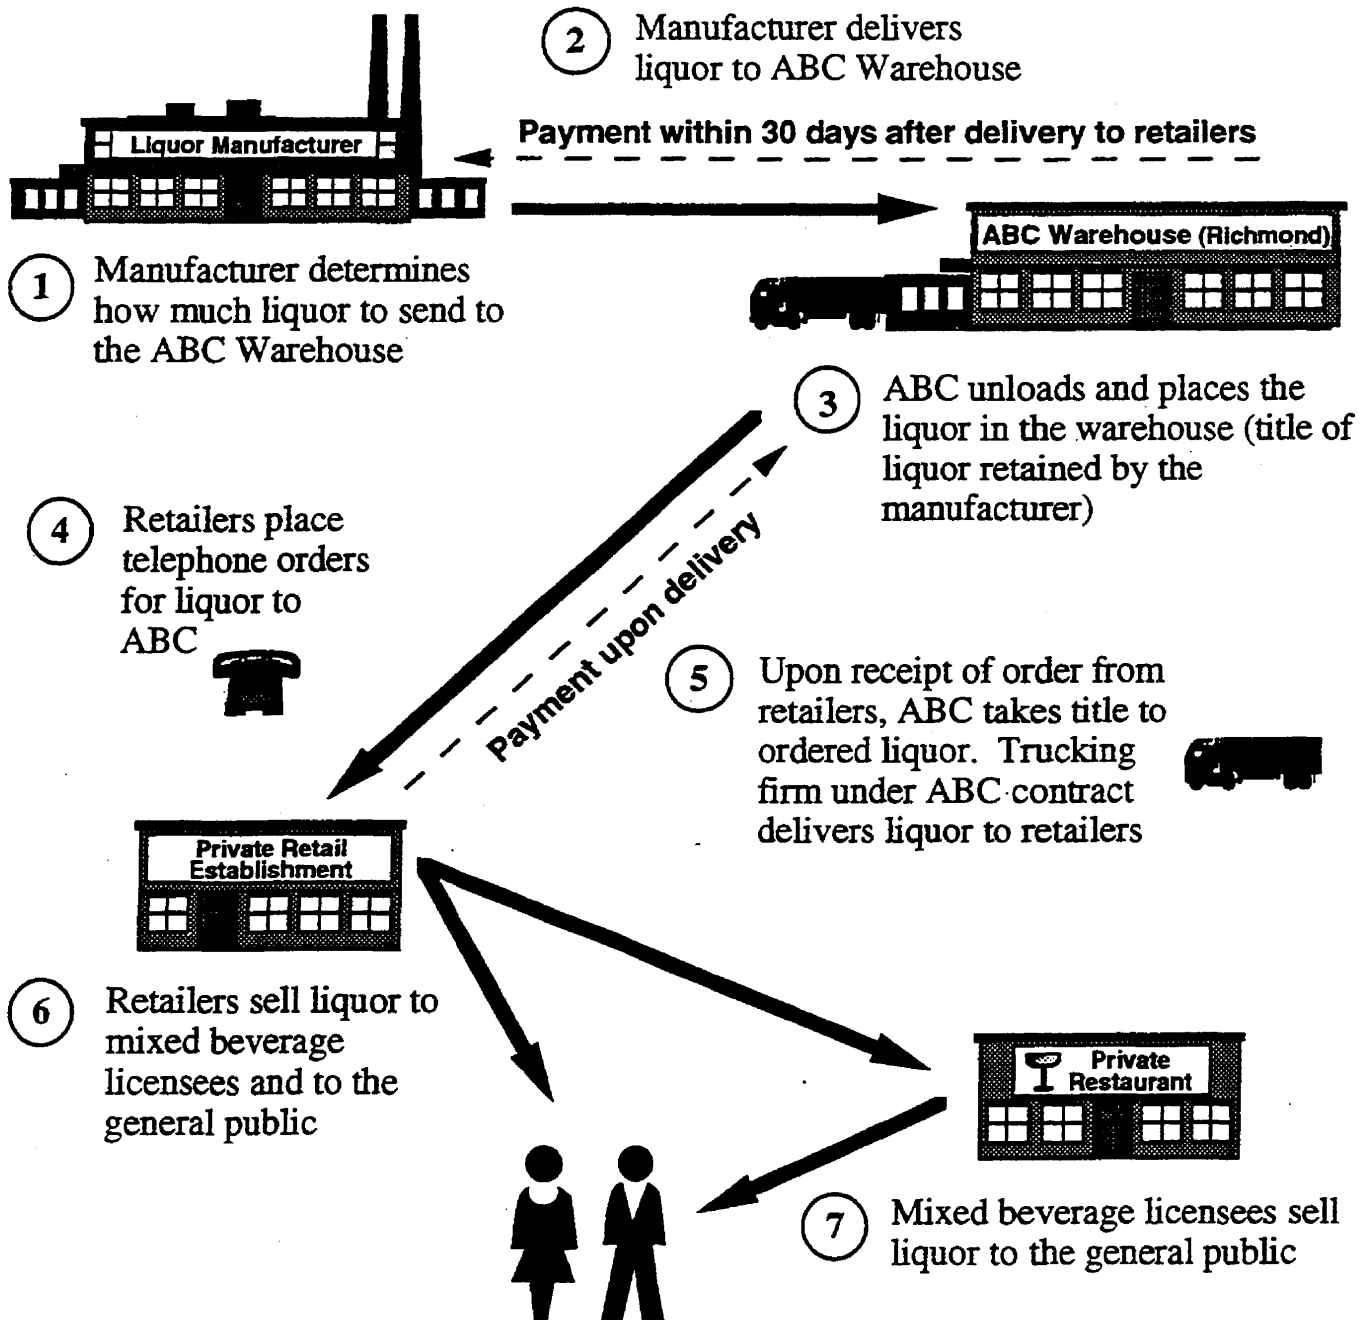 2
Manufacturer delivers
liquor to ABC Warehouse
Payment within 30 days after delivery to retailers
Liquor Manufacturer
ABC Warehouse (Richmond)
1
Manufacturer determines
how much liquor to send to
the ABC Warehouse
3
ABC unloads and places the
liquor in the warehouse (title of
liquor retained by the
manufacturer)
4
Retailers place
telephone orders
for liquor to
ABC
Payment upon delivery
5
Upon receipt of order from
retailers, ABC takes title to
ordered liquor.  Trucking
firm under ABC contract
delivers liquor to retailers
Private Retail
Establishment
6
Retailers sell liquor to
mixed beverage
licensees and to the
general public
Private
Restaurant
7
Mixed beverage licensees sell
liquor to the general public